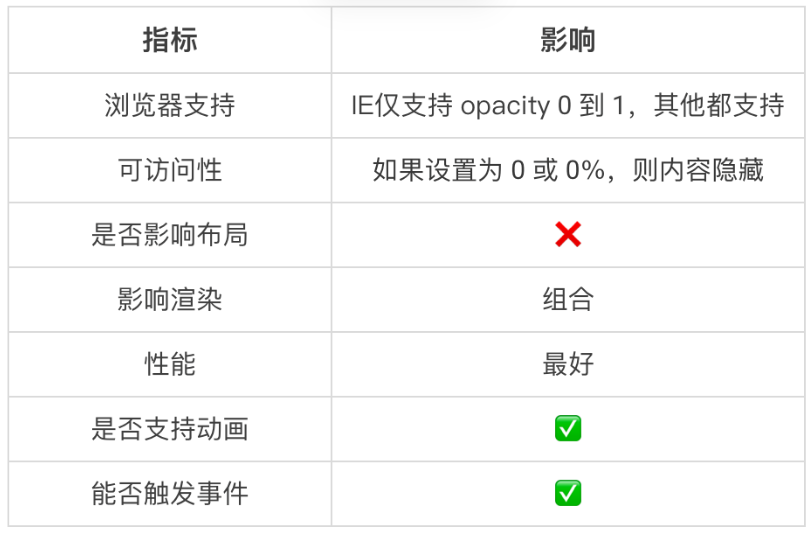 指标 影响
浏览器支持 IE仅支持 opacity 0 到 1，其他都支持
可访问性 如果设置为 0 或 0%，则内容隐藏
是否影响布局 ❌
影响渲染 组合
性能 最好
是否支持动画 ✅
能否触发事件 ✅